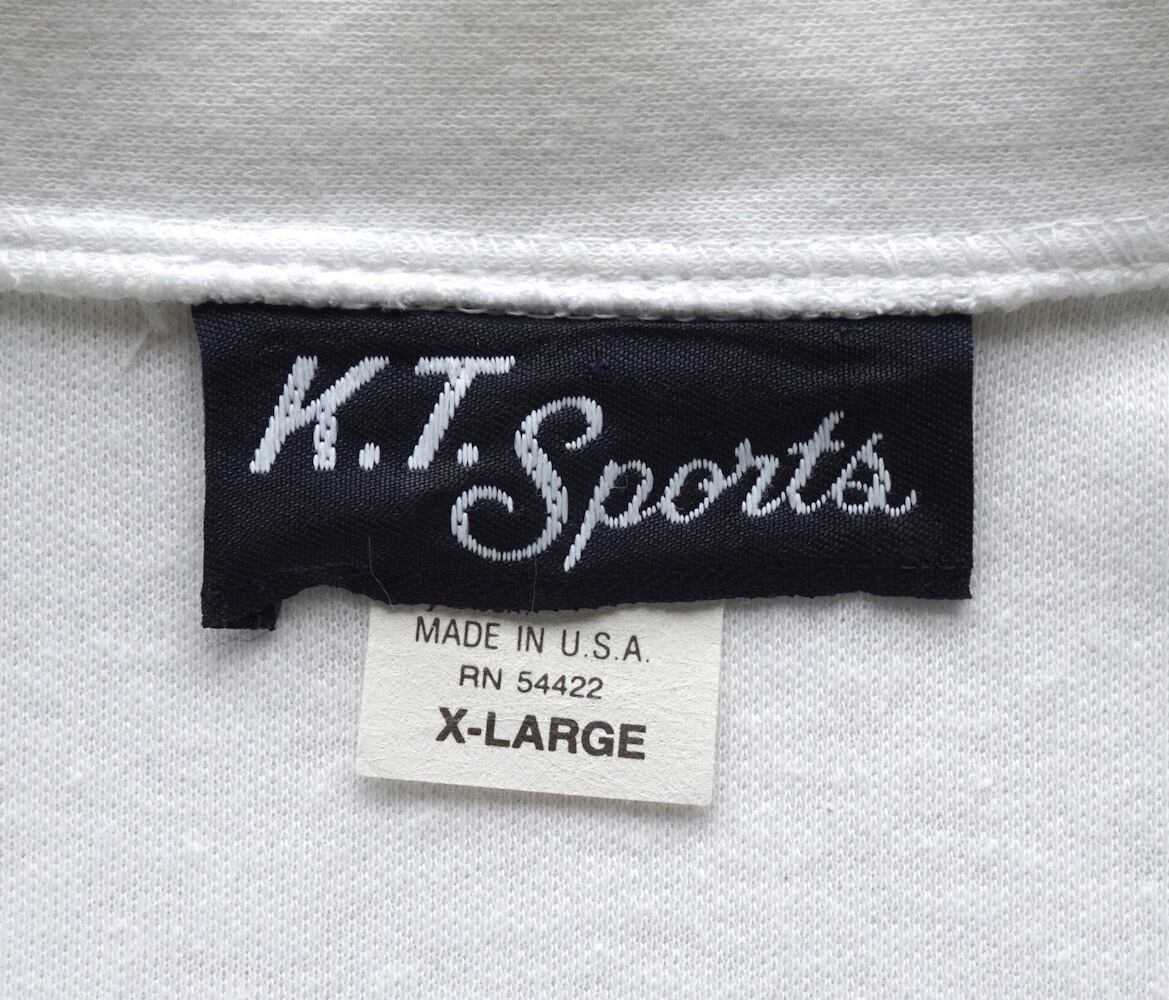 K.T. Sports
MADE IN U.S.A.
RN 54422
X-LARGE